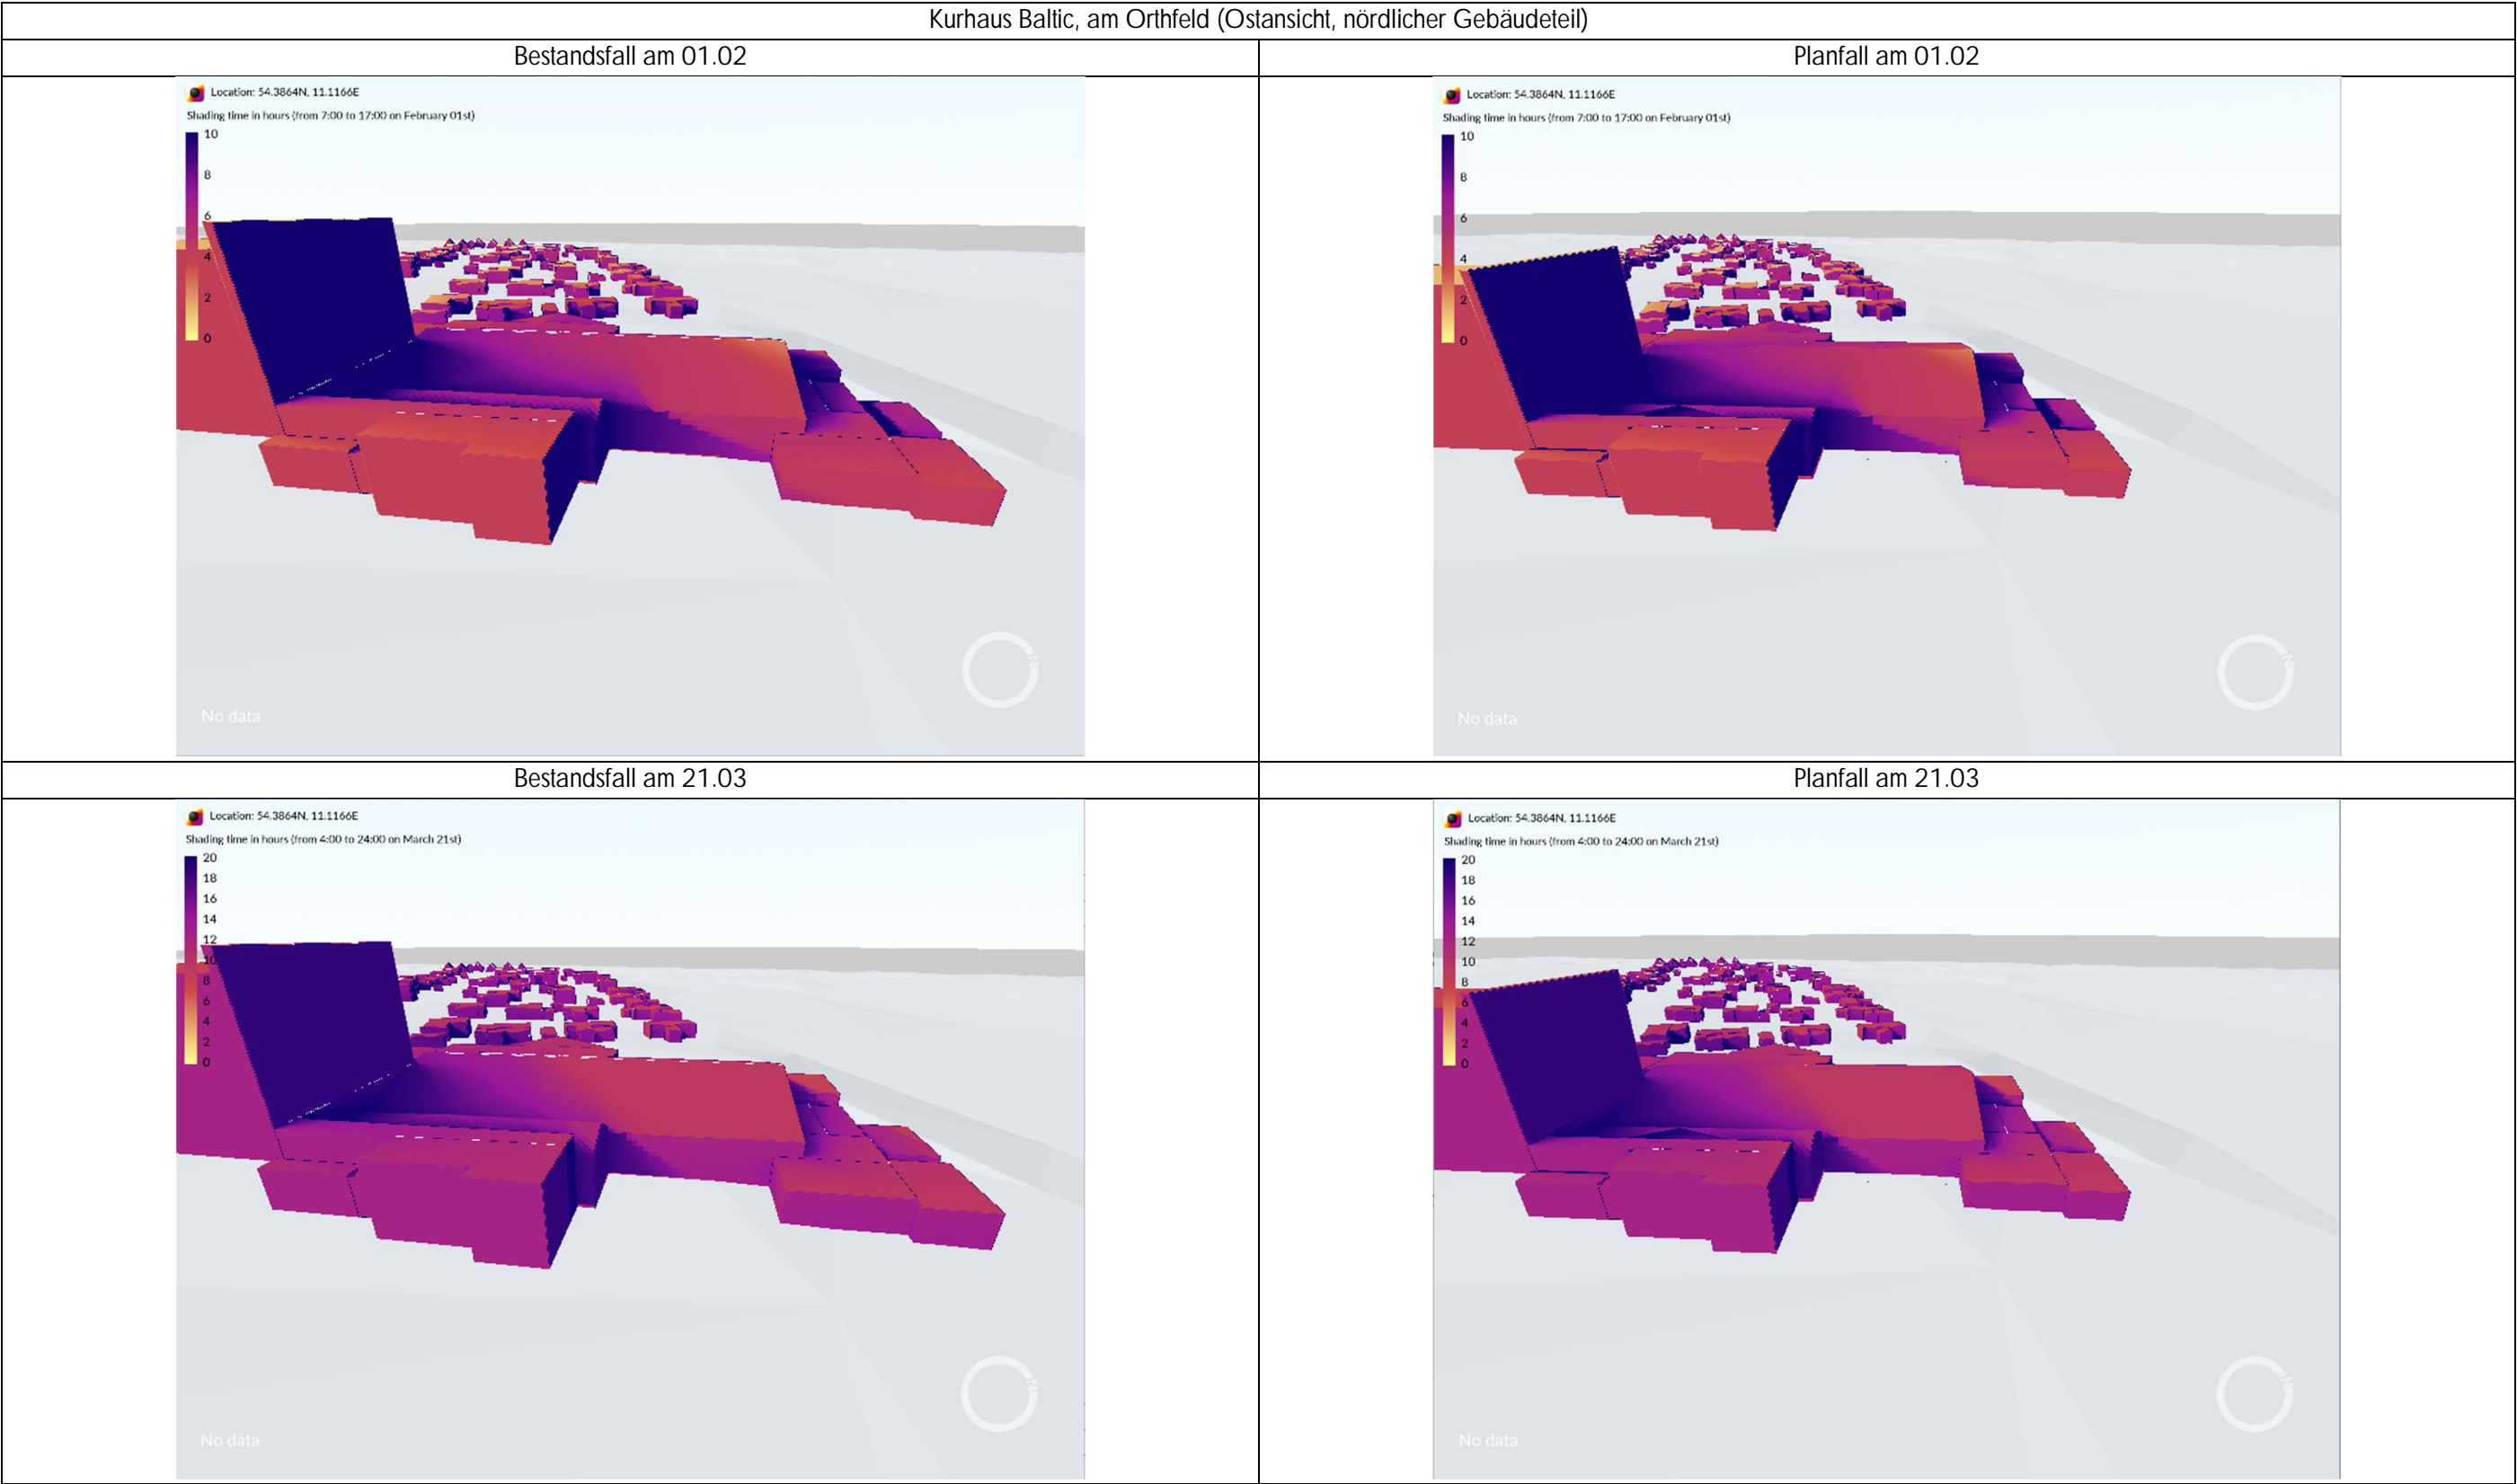 Kurhaus Baltic, am Orthfeld (Ostansicht, nördlicher Gebäudeteil)
Bestandsfall am 01.02
Planfall am 01.02
Location: 54.3864N, 11.1166E
Shading time in hours (from 7:00 to 17:00 on February 01st)
10
8
6
4
2
0
N
No data
Location: 54.3864N, 11.1166E
Shading time in hours (from 7:00 to 17:00 on February 01st)
10
8
6
4
2
0
N
No data
Bestandsfall am 21.03
Planfall am 21.03
Location: 54.3864N, 11.1166E
Shading time in hours (from 4:00 to 24:00 on March 21st)
20
18
16
14
12
10
8
6
4
2
0
N
No data
Location: 54.3864N, 11.1166E
Shading time in hours (from 4:00 to 24:00 on March 21st)
20
18
16
14
12
10
8
6
4
2
0
N
No data